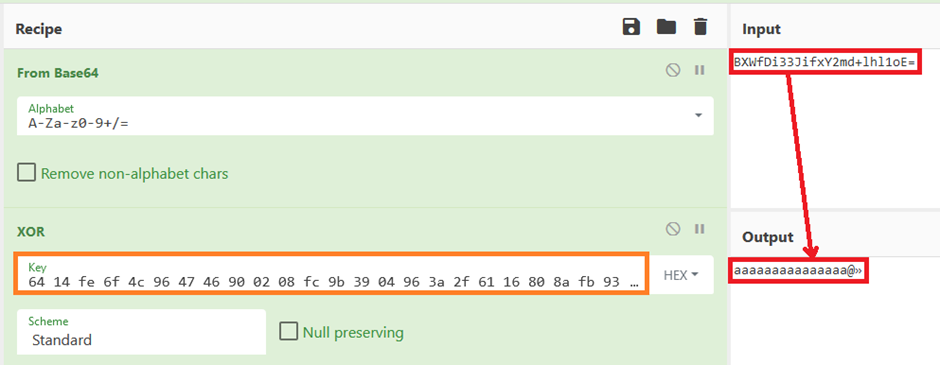 Recipe
From Base64
Alphabet
A-Za-z0-9+/=
Remove non-alphabet chars
XOR
Key
64 14 fe 6f 4c 96 47 46 90 02 08 fc 9b 39 04 96 3a 2f 61 16 80 8a fb 93 …
HEX
Scheme
Standard
Null preserving
Input
BXWfDi33JifxY2md+lhl1oE=
Output
aaaaaaaaaaaaaaa@»